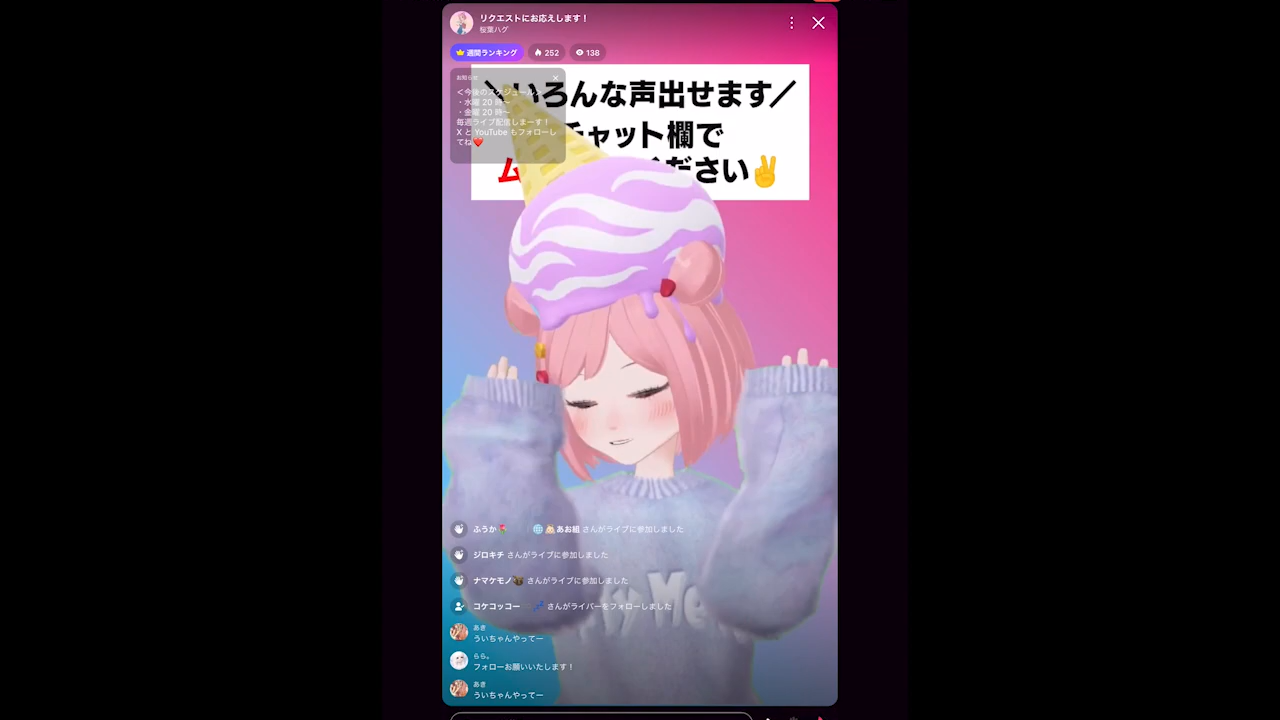 リクエストにお応えします！
桜葉ハグ
週間ランキング
252
138
お知らせ
＜今後のスケジュール＞
・水曜 20 時〜
・金曜 20 時〜
毎週ライブ配信しまーす！
X と YouTube もフォローし
てね❤️
＼いろんな声出せます／
チャット欄で
ム ください✌️
ふうか🌹 🌐 あお組 さんがライブに参加しました
ジロキチ さんがライブに参加しました
ナマケモノ🦥 さんがライブに参加しました
コケコッコー さんがライバーをフォローしました
あき
ういちゃんやってー
らら。
フォローお願いいたします！
あき
ういちゃんやってー